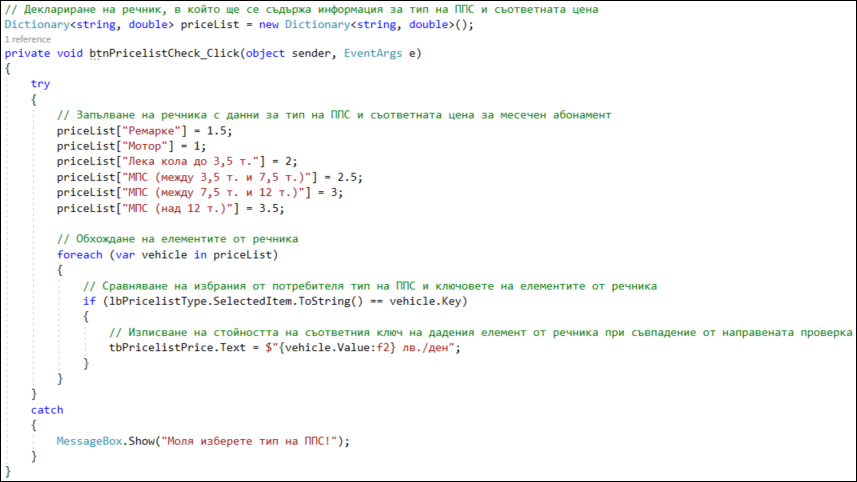 // Деклариране на речник, в който ще се съдържа информация за тип на ППС и съответната цена
Dictionary<string, double> priceList = new Dictionary<string, double>();
1 reference
private void btnPricelistCheck_Click(object sender, EventArgs e)
{
try
{
// Запълване на речника с данни за тип на ППС и съответната цена за месечен абонамент
priceList["Ремарке"] = 1.5;
priceList["Мотор"] = 1;
priceList["Лека кола до 3,5 т."] = 2;
priceList["МПС (между 3,5 т. и 7,5 т.)"] = 2.5;
priceList["МПС (между 7,5 т. и 12 т.)"] = 3;
priceList["МПС (над 12 т.)"] = 3.5;
// Обхождане на елементите от речника
foreach (var vehicle in priceList)
{
// Сравняване на избрания от потребителя тип на ППС и ключовете на елементите от речника
if (lbPricelistType.SelectedItem.ToString() == vehicle.Key)
{
// Изписване на стойността на съответния ключ на дадения елемент от речника при съвпадение от направената проверка
tbPricelistPrice.Text = $"{vehicle.Value:f2} лв./ден";
}
}
}
catch
{
MessageBox.Show("Моля изберете тип на ППС!");
}
}